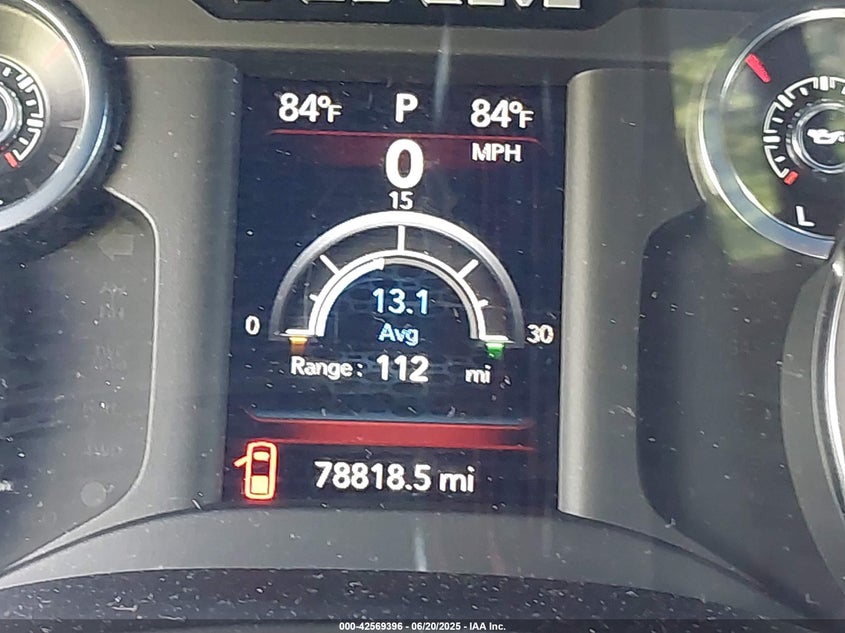 84°F P 84°F
0 MPH
15
0 13.1 30
Avg
Range: 112 mi
78818.5 mi
L
000-42569396 - 06/20/2025 - IAA Inc.